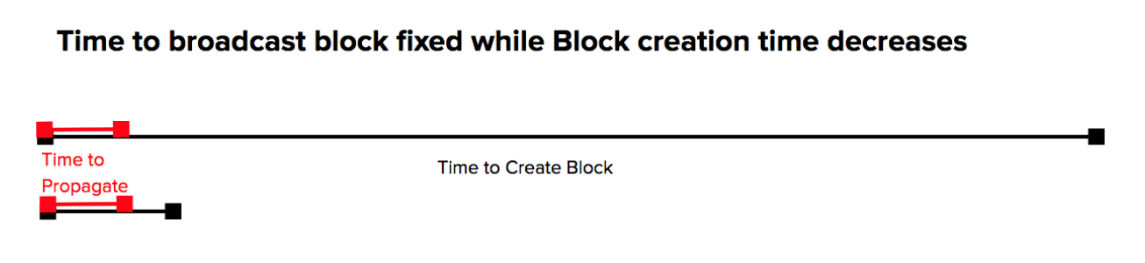 Time to broadcast block fixed while Block creation time decreases
Time to
Propagate
Time to Create Block